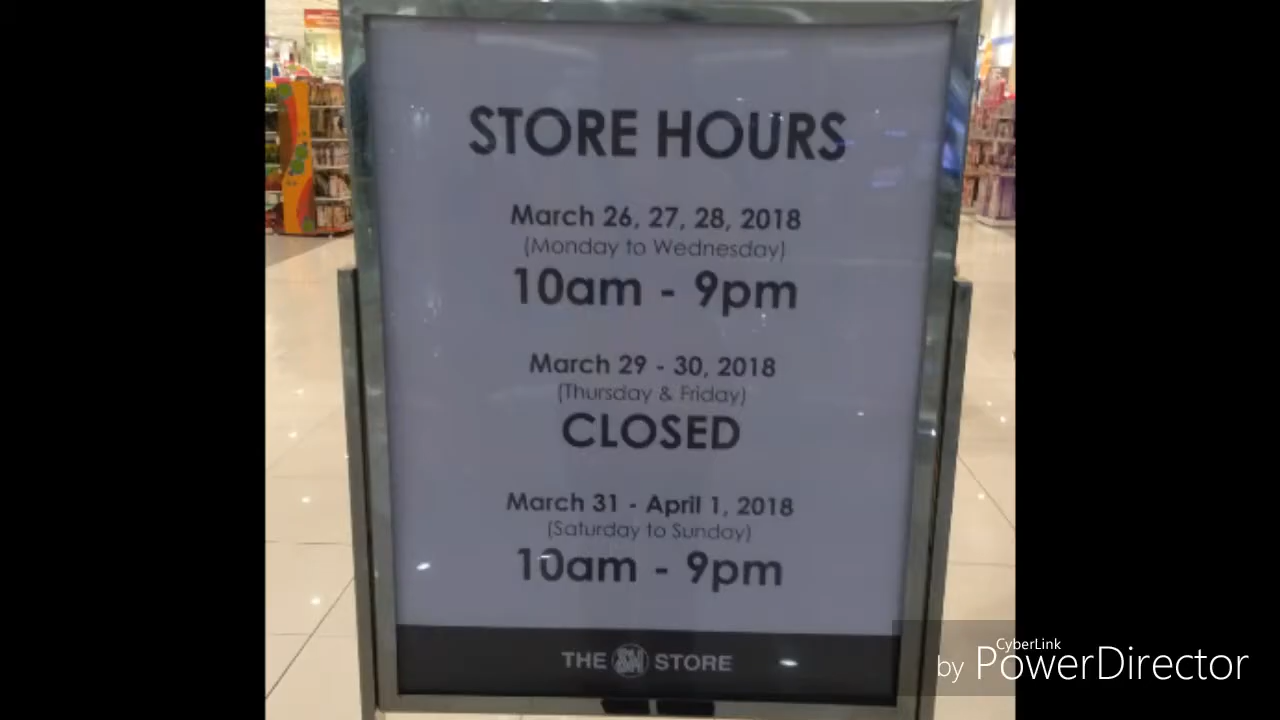 STORE HOURS
March 26, 27, 28, 2018
(Monday to Wednesday)
10am - 9pm
March 29 - 30, 2018
(Thursday & Friday)
CLOSED
March 31 - April 1, 2018
(Saturday to Sunday)
10am - 9pm
THE SM STORE
CyberLink
by PowerDirector